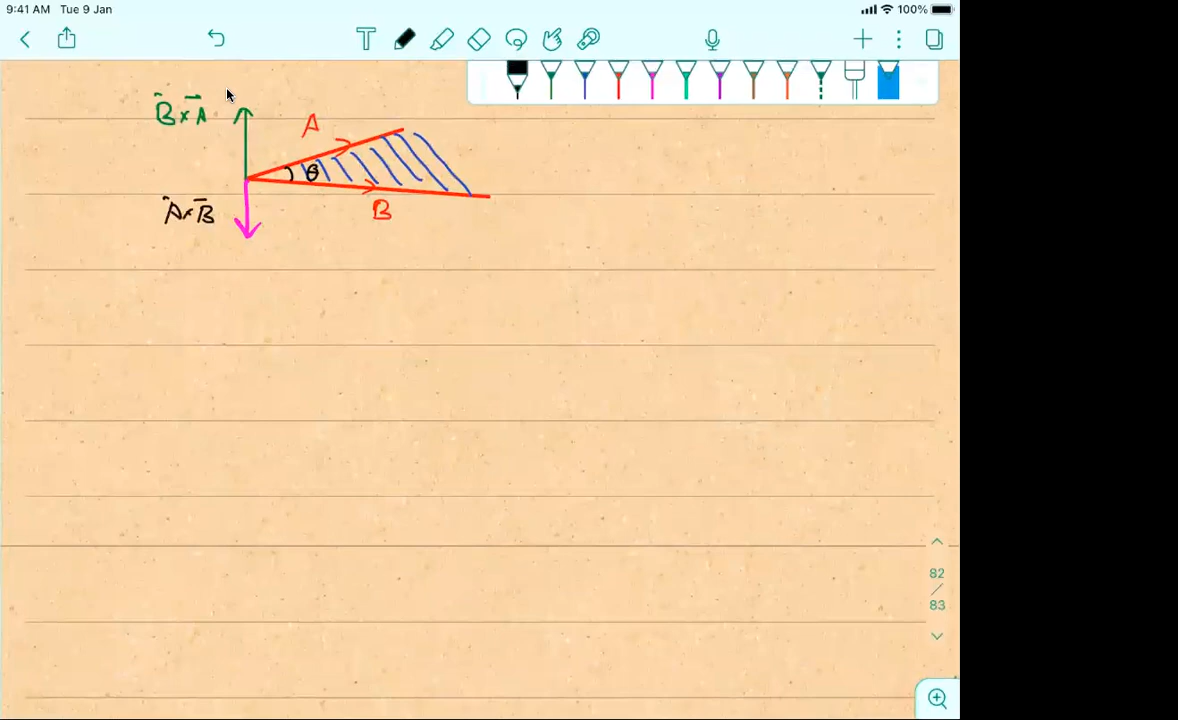 9:41 AM Tue 9 Jan
100%
B⃗ × A⃗
A
θ
A⃗ × B⃗
B
82
/
83